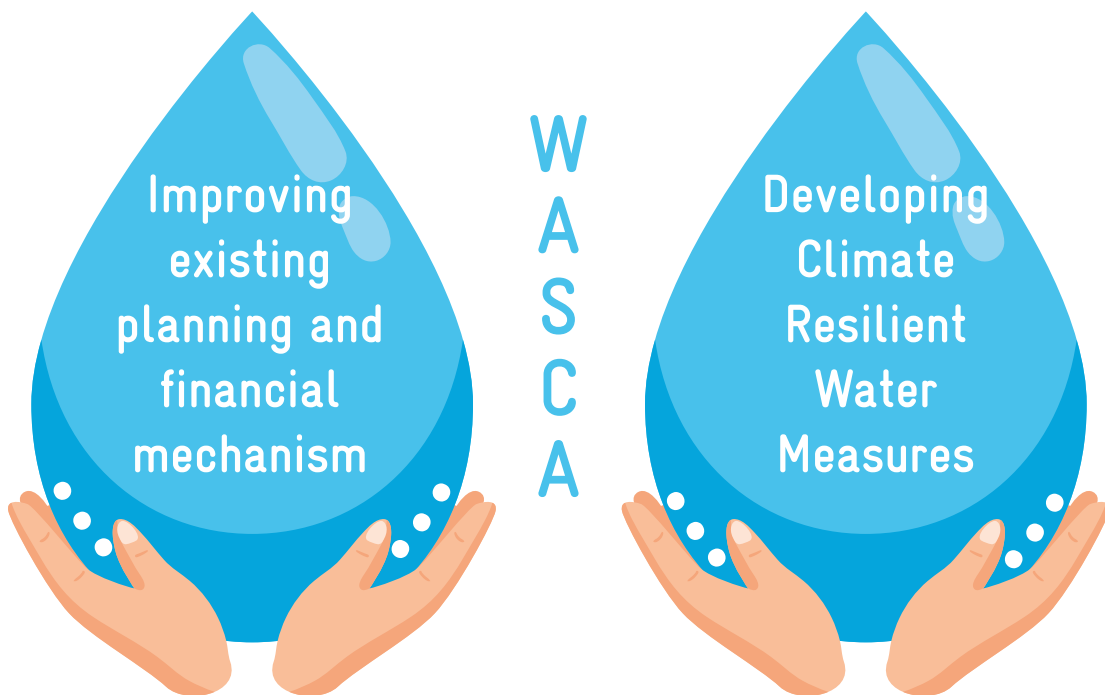 Improving
existing
planning and
financial
mechanism
W
A
S
C
A
Developing
Climate
Resilient
Water
Measures